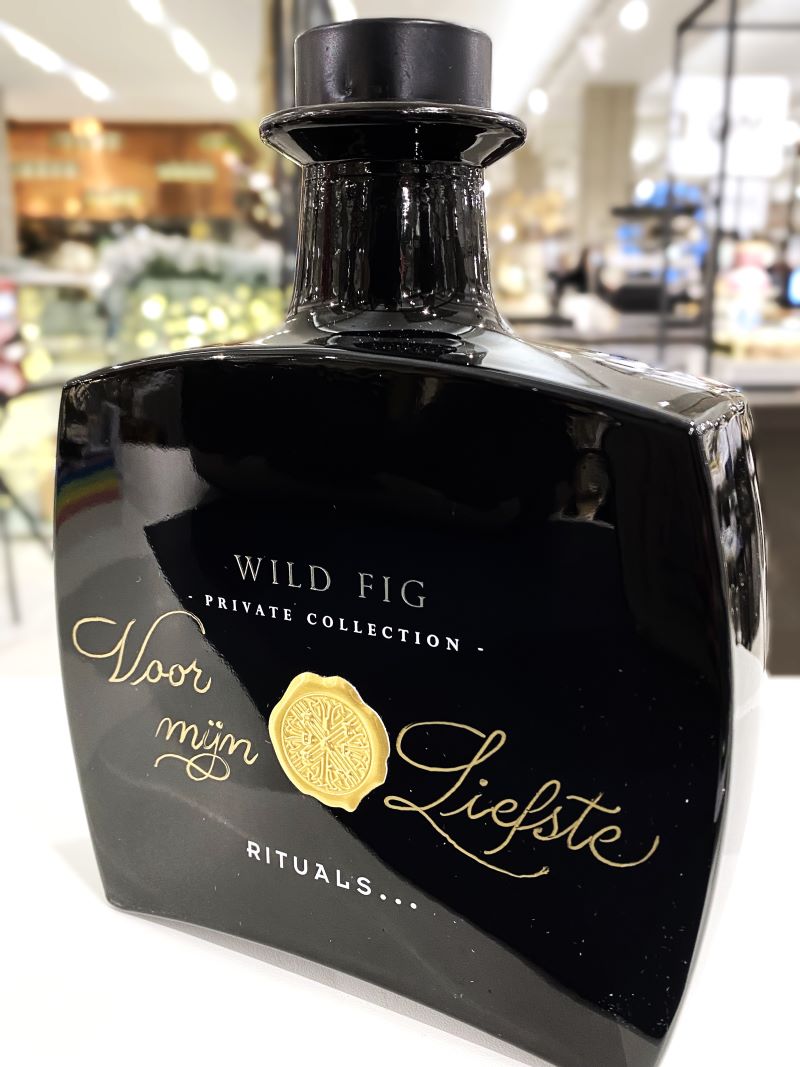 WILD FIG
- PRIVATE COLLECTION -
Voor
mijn
Liefste
RITUALS...